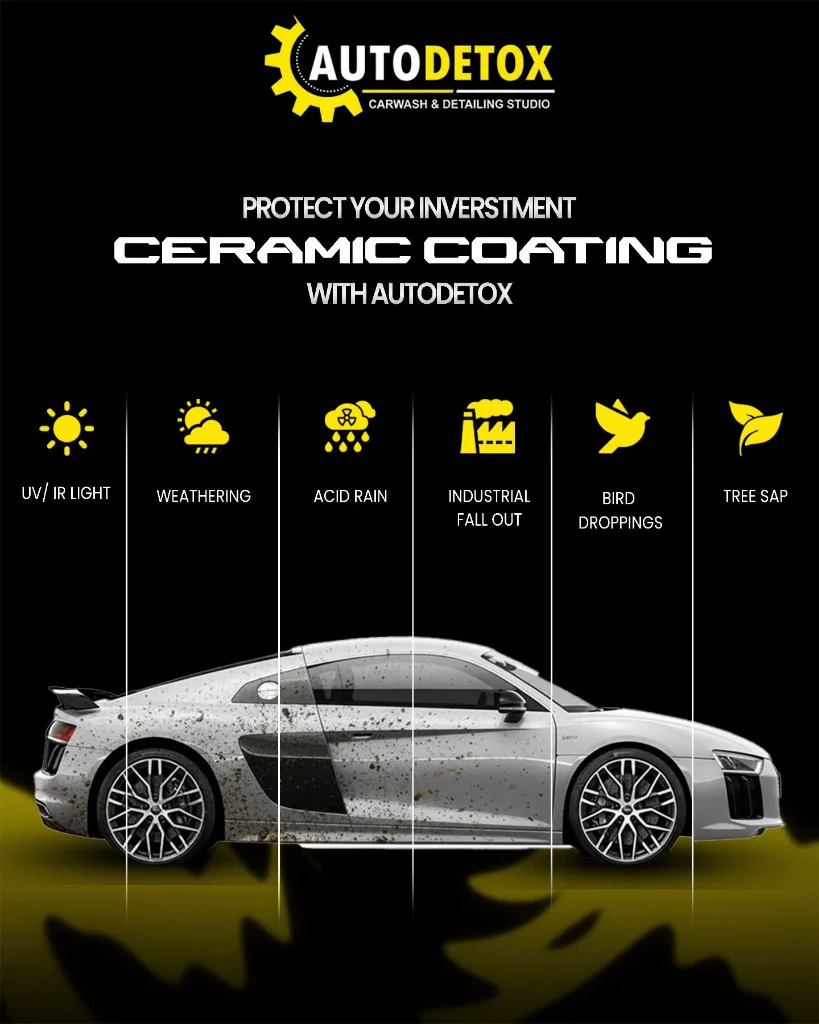 AUTODETOX
CARWASH & DETAILING STUDIO
PROTECT YOUR INVERSTMENT
CERAMIC COATING
WITH AUTODETOX
UV/ IR LIGHT
WEATHERING
ACID RAIN
INDUSTRIAL
FALL OUT
BIRD
DROPPINGS
TREE SAP